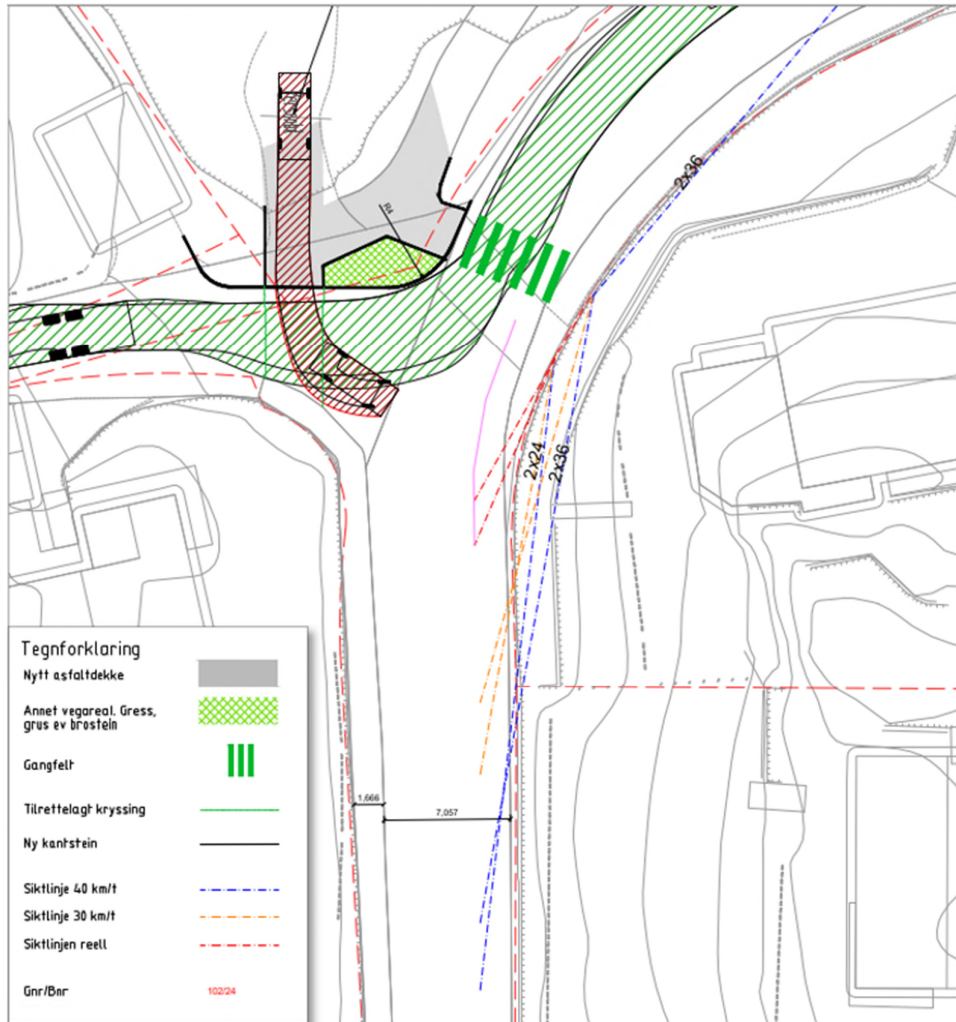 R4
2x36
2x24
2x36
Tegnforklaring
Nytt asfaltdekke
Annet vegareal. Gress,
grus ev brostein
Gangfelt
Tilrettelagt kryssing
Ny kantstein
Siktlinje 40 km/t
Siktlinje 30 km/t
Siktlinjen reell
Gnr/Bnr
102/24
1,666
7,057